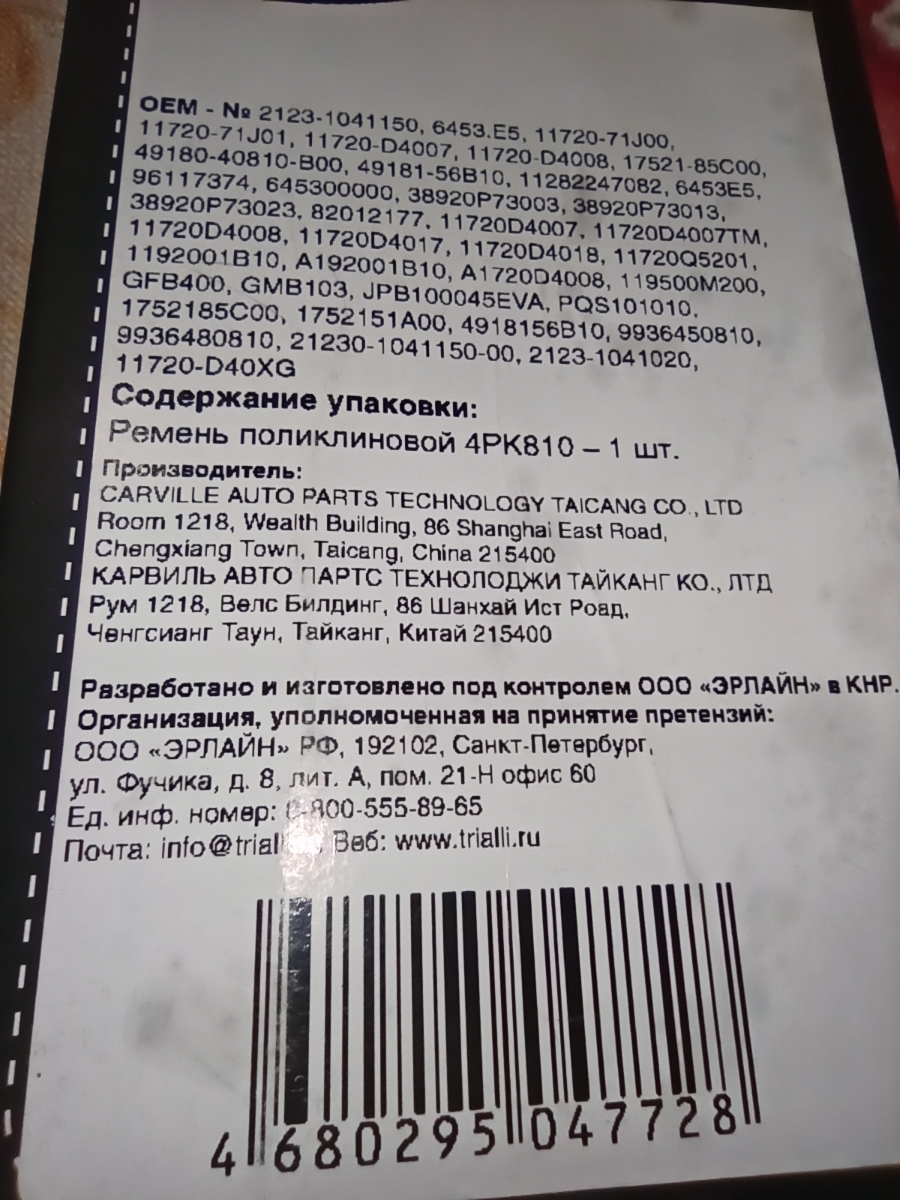 OEM - № 2123-1041150, 6453.E5, 11720-71J00,
11720-71J01, 11720-D4007, 11720-D4008, 17521-85C00,
49180-40810-B00, 49181-56B10, 11282247082, 6453E5,
96117374, 645300000, 38920P73003, 38920P73013,
38920P73023, 82012177, 11720D4007, 11720D4007TM,
11720D4008, 11720D4017, 11720D4018, 11720Q5201,
1192001B10, A192001B10, A1720D4008, 119500M200,
GFB400, GMB103, JPB100045EVA, PQS101010,
1752185C00, 1752151A00, 4918156B10, 9936450810,
9936480810, 21230-1041150-00, 2123-1041020,
11720-D40XG
Содержание упаковки:
Ремень поликлиновой 4PK810 – 1 шт.
Производитель:
CARVILLE AUTO PARTS TECHNOLOGY TAICANG CO., LTD
Room 1218, Wealth Building, 86 Shanghai East Road,
Chengxiang Town, Taicang, China 215400
КАРВИЛЬ АВТО ПАРТС ТЕХНОЛОДЖИ ТАЙКАНГ КО., ЛТД
Рум 1218, Велс Билдинг, 86 Шанхай Ист Роад,
Ченгсианг Таун, Тайканг, Китай 215400
Разработано и изготовлено под контролем ООО «ЭРЛАЙН» в КНР.
Организация, уполномоченная на принятие претензий:
ООО «ЭРЛАЙН» РФ, 192102, Санкт-Петербург,
ул. Фучика, д. 8, лит. А, пом. 21-Н офис 60
Ед. инф. номер: 8-800-555-89-65
Почта: Веб: www.trialli.ru
4 680295 047728